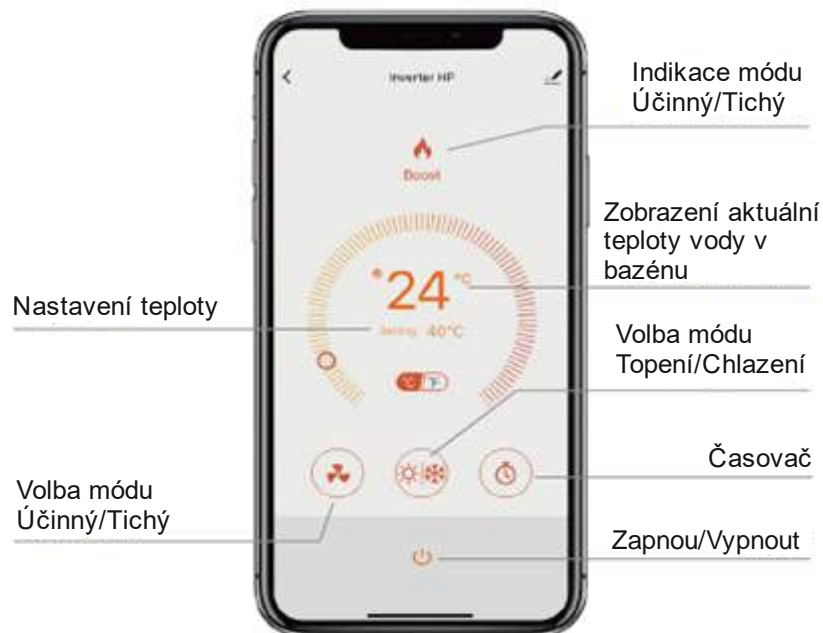 Inverter HP
Indikace módu
Účinný/Tichý
Boost
Zobrazení aktuální
teploty vody v
bazénu
24 °C
Nastavení teploty
Setting 40°C
Volba módu
Topení/Chlazení
°C °F
Časovač
Volba módu
Účinný/Tichý
Zapnou/Vypnout